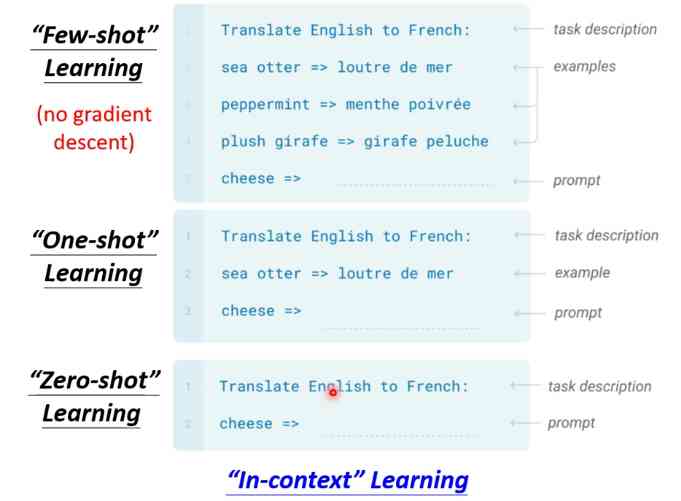 “Few-shot”
Learning
(no gradient
descent)
1 Translate English to French: task description
2 sea otter => loutre de mer examples
3 peppermint => menthe poivrée
4 plush girafe => girafe peluche
5 cheese => prompt
“One-shot”
Learning
1 Translate English to French: task description
2 sea otter => loutre de mer example
3 cheese => prompt
“Zero-shot”
Learning
1 Translate English to French: task description
2 cheese => prompt
“In-context” Learning